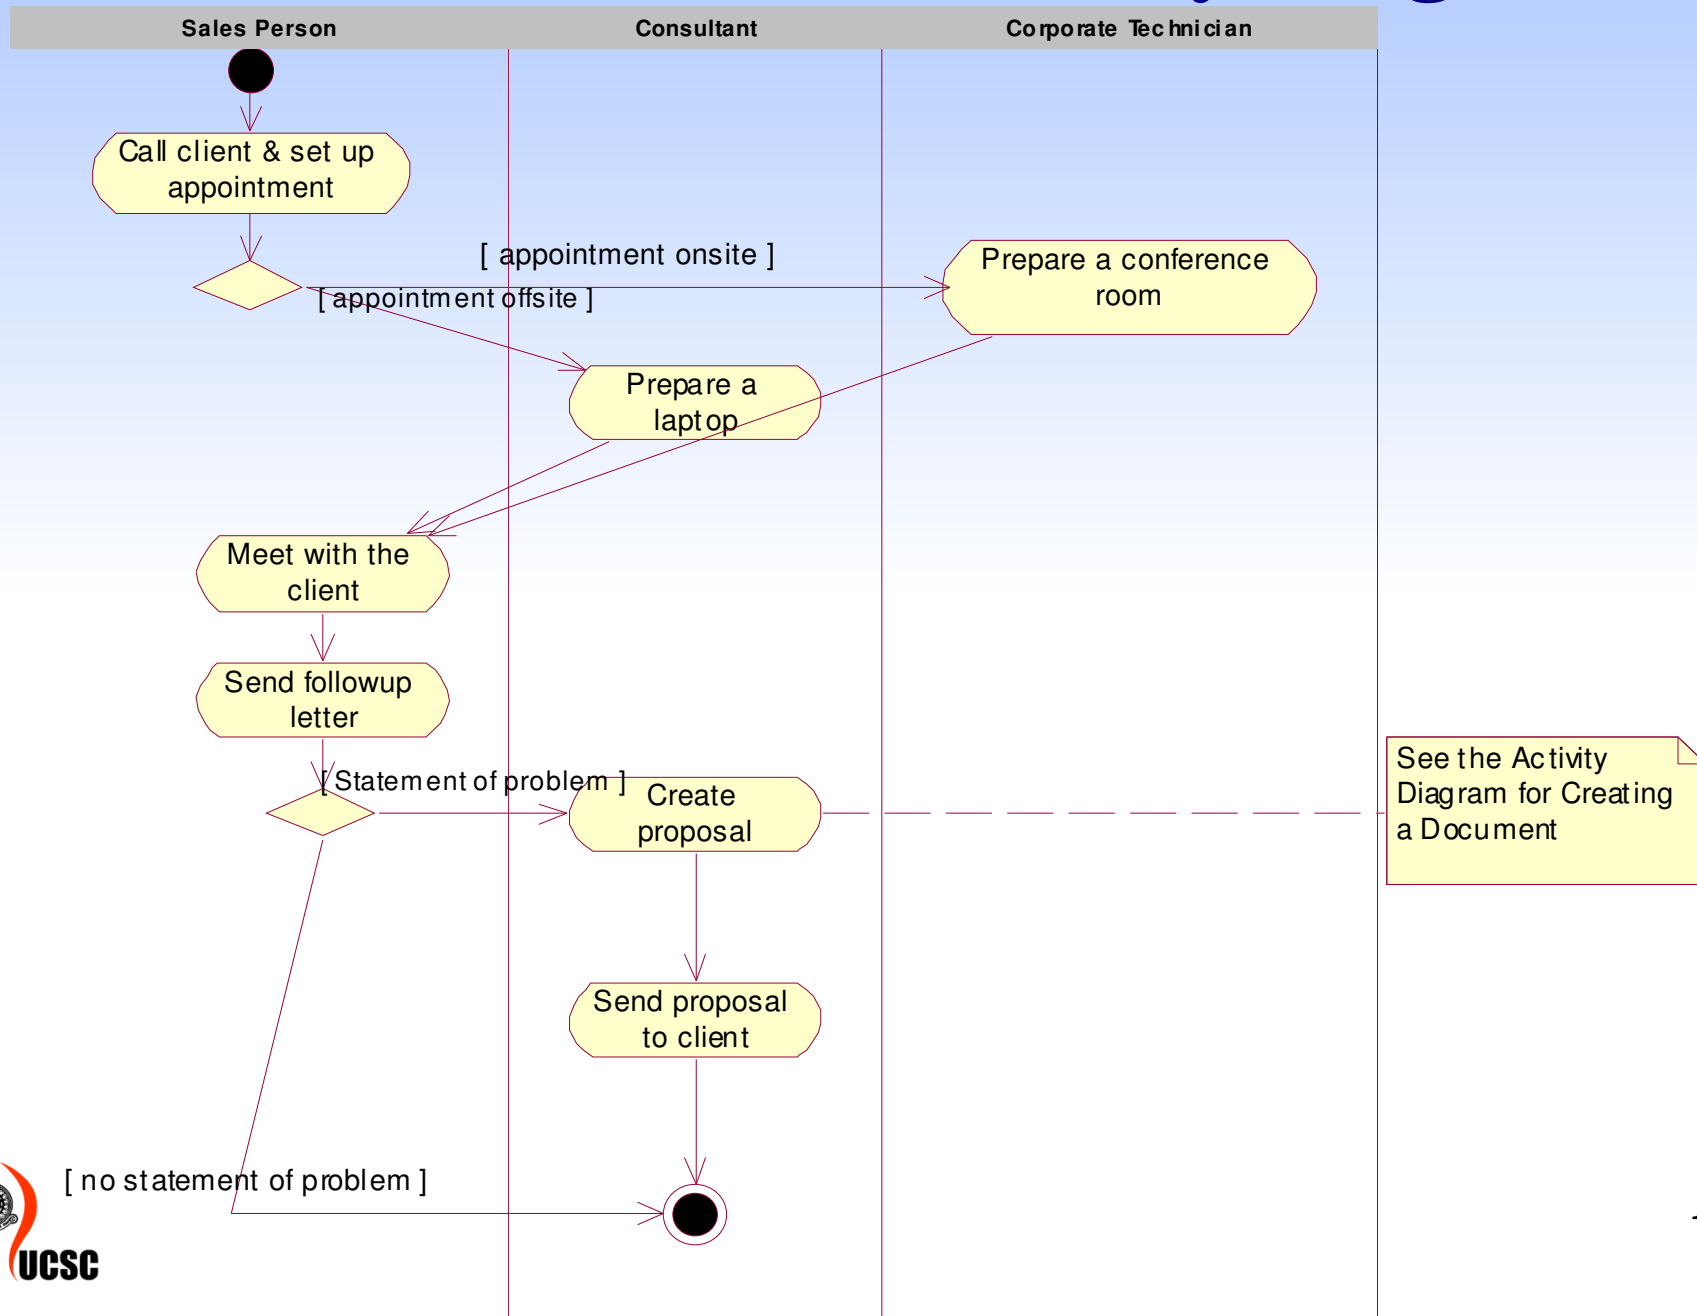 Sales Person
Consultant
Corporate Technician
Call client & set up
appointment
[ appointment onsite ]
[ appointment offsite ]
Prepare a conference
room
Prepare a
laptop
Meet with the
client
Send followup
letter
[ Statement of problem ]
Create
proposal
See the Activity
Diagram for Creating
a Document
Send proposal
to client
[ no statement of problem ]
UCSC